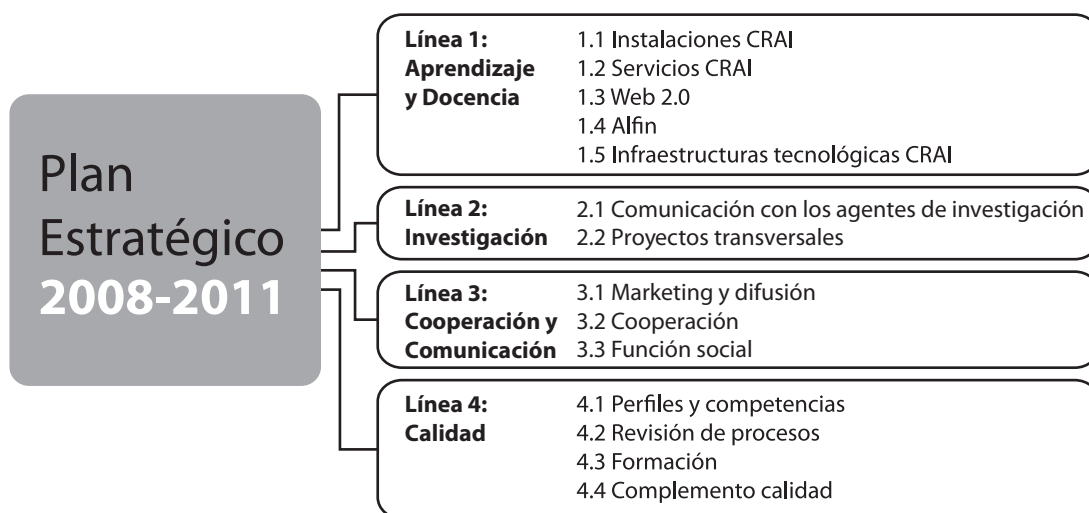 Plan
Estratégico
2008-2011
Línea 1:
Aprendizaje
y Docencia
1.1 Instalaciones CRAI
1.2 Servicios CRAI
1.3 Web 2.0
1.4 Alfin
1.5 Infraestructuras tecnológicas CRAI
Línea 2:
Investigación
2.1 Comunicación con los agentes de investigación
2.2 Proyectos transversales
Línea 3:
Cooperación y
Comunicación
3.1 Marketing y difusión
3.2 Cooperación
3.3 Función social
Línea 4:
Calidad
4.1 Perfiles y competencias
4.2 Revisión de procesos
4.3 Formación
4.4 Complemento calidad